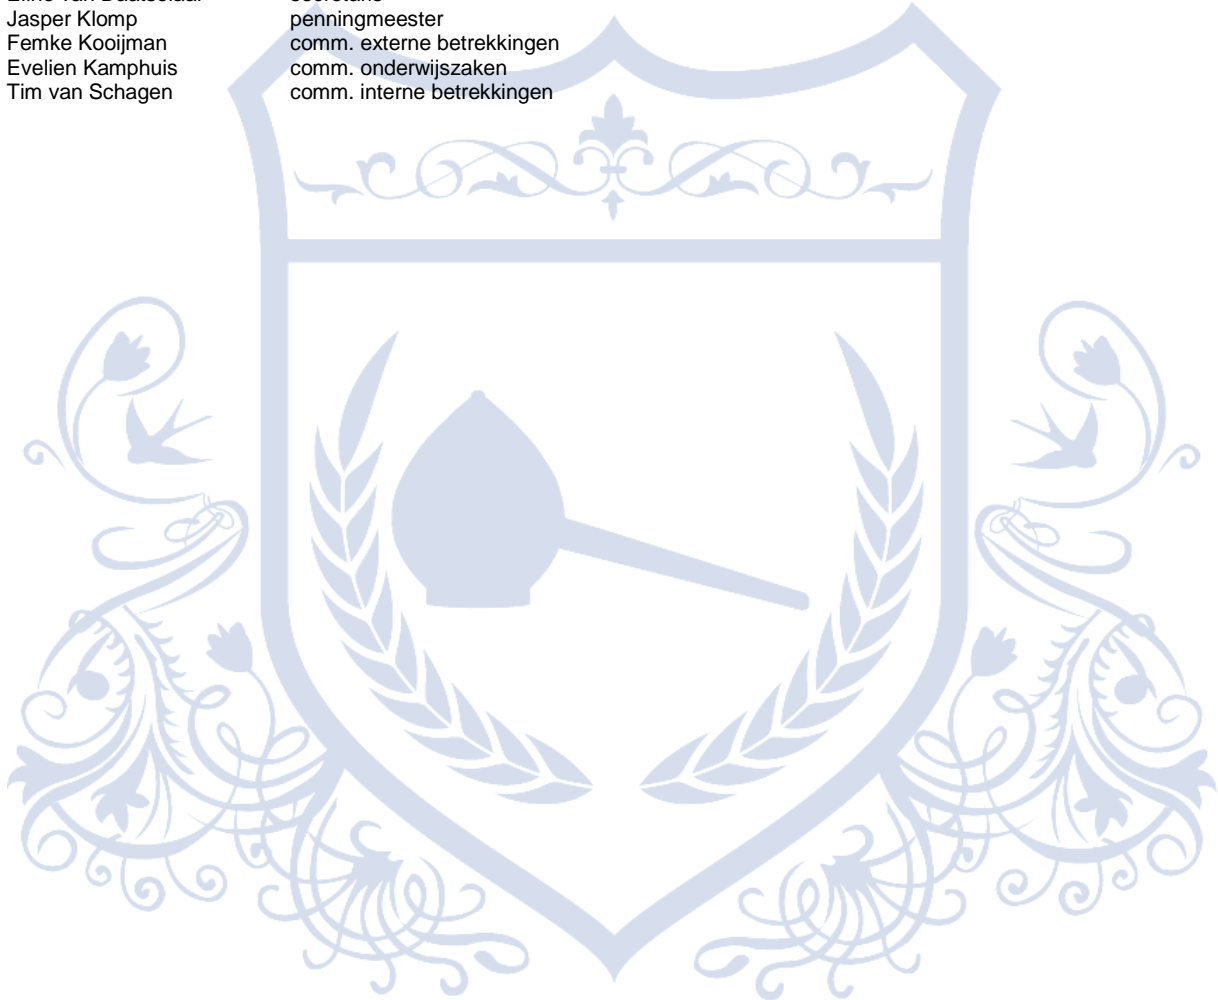 Jasper Klomp penningmeester
Femke Kooijman comm. externe betrekkingen
Evelien Kamphuis comm. onderwijszaken
Tim van Schagen comm. interne betrekkingen